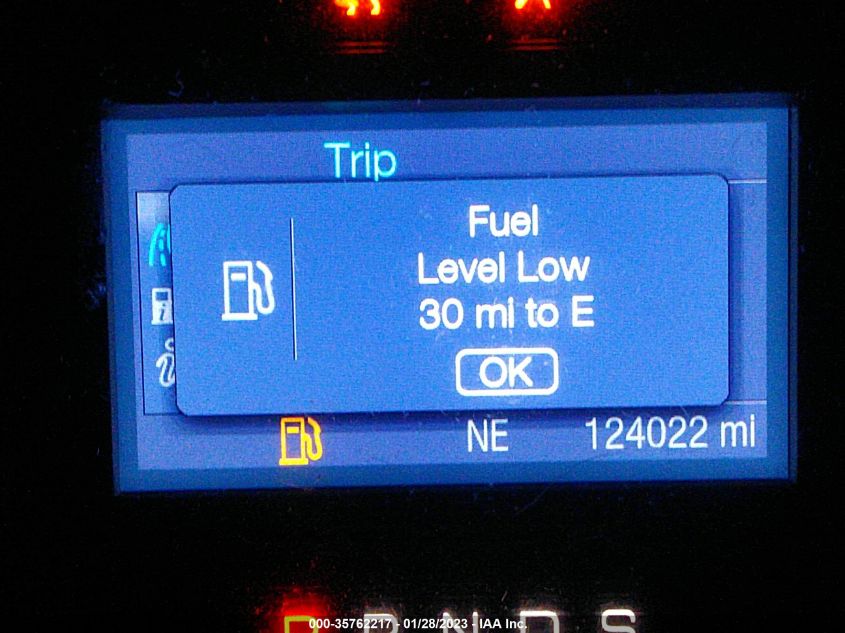 Trip
Fuel
Level Low
30 mi to E
OK
NE
124022 mi
P R N D S
000-35762217 - 01/28/2023 - IAA Inc.